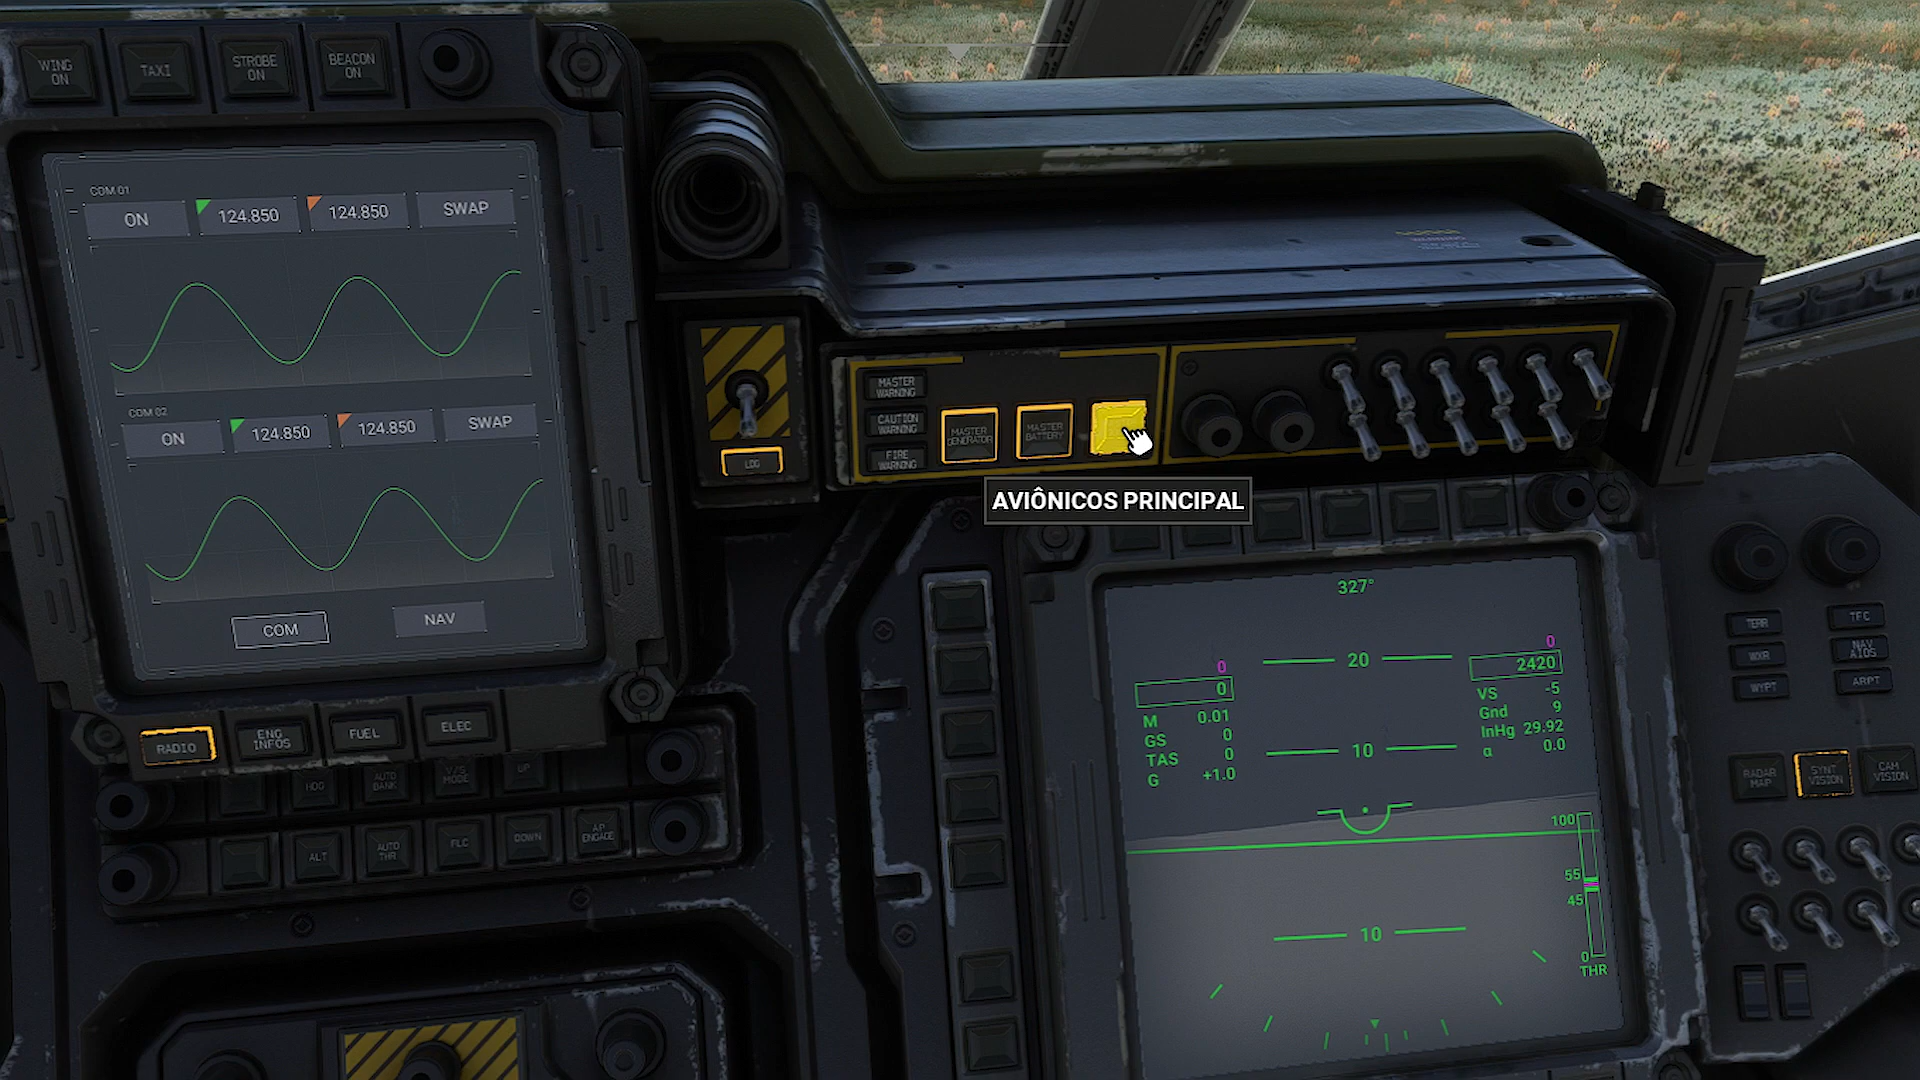 WING
ON
TAXI
STROBE
ON
BEACON
ON
COM 01
ON
124.850
124.850
SWAP
COM 02
ON
124.850
124.850
SWAP
COM
NAV
RADIO
ENG
INFOS
FUEL
ELEC
HDG
AUTO
BANK
V/S
MODE
UP
ALT
AUTO
THR
FLC
DOWN
AP
ENGAGE
LDG
MASTER
WARNING
CAUTION
WARNING
FIRE
WARNING
MASTER
GENERATOR
MASTER
BATTERY
AVIÔNICOS PRINCIPAL
327°
20
0
0
M 0.01
GS 0
TAS 0
G +1.0
0
2420
VS -5
Gnd 9
InHg 29.92
α 0.0
10
10
100
55
45
0
THR
TERR
WXR
WYPT
TFC
NAV
AIDS
ARPT
RADAR
MAP
SYNT
VISION
CAM
VISION